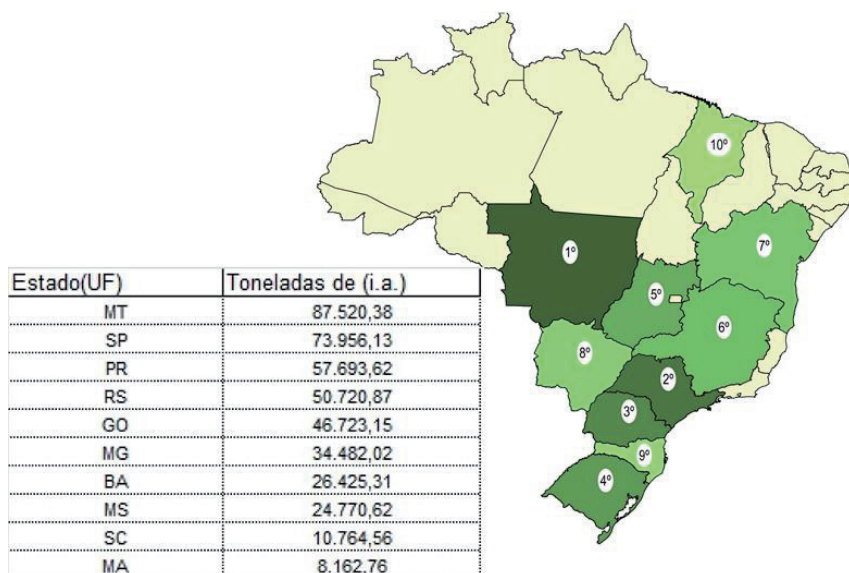 10º
1º
7º
5º
6º
8º
2º
3º
9º
4º
Estado(UF) Toneladas de (i.a.)
MT 87.520,38
SP 73.956,13
PR 57.693,62
RS 50.720,87
GO 46.723,15
MG 34.482,02
BA 26.425,31
MS 24.770,62
SC 10.764,56
MA 8.162.76